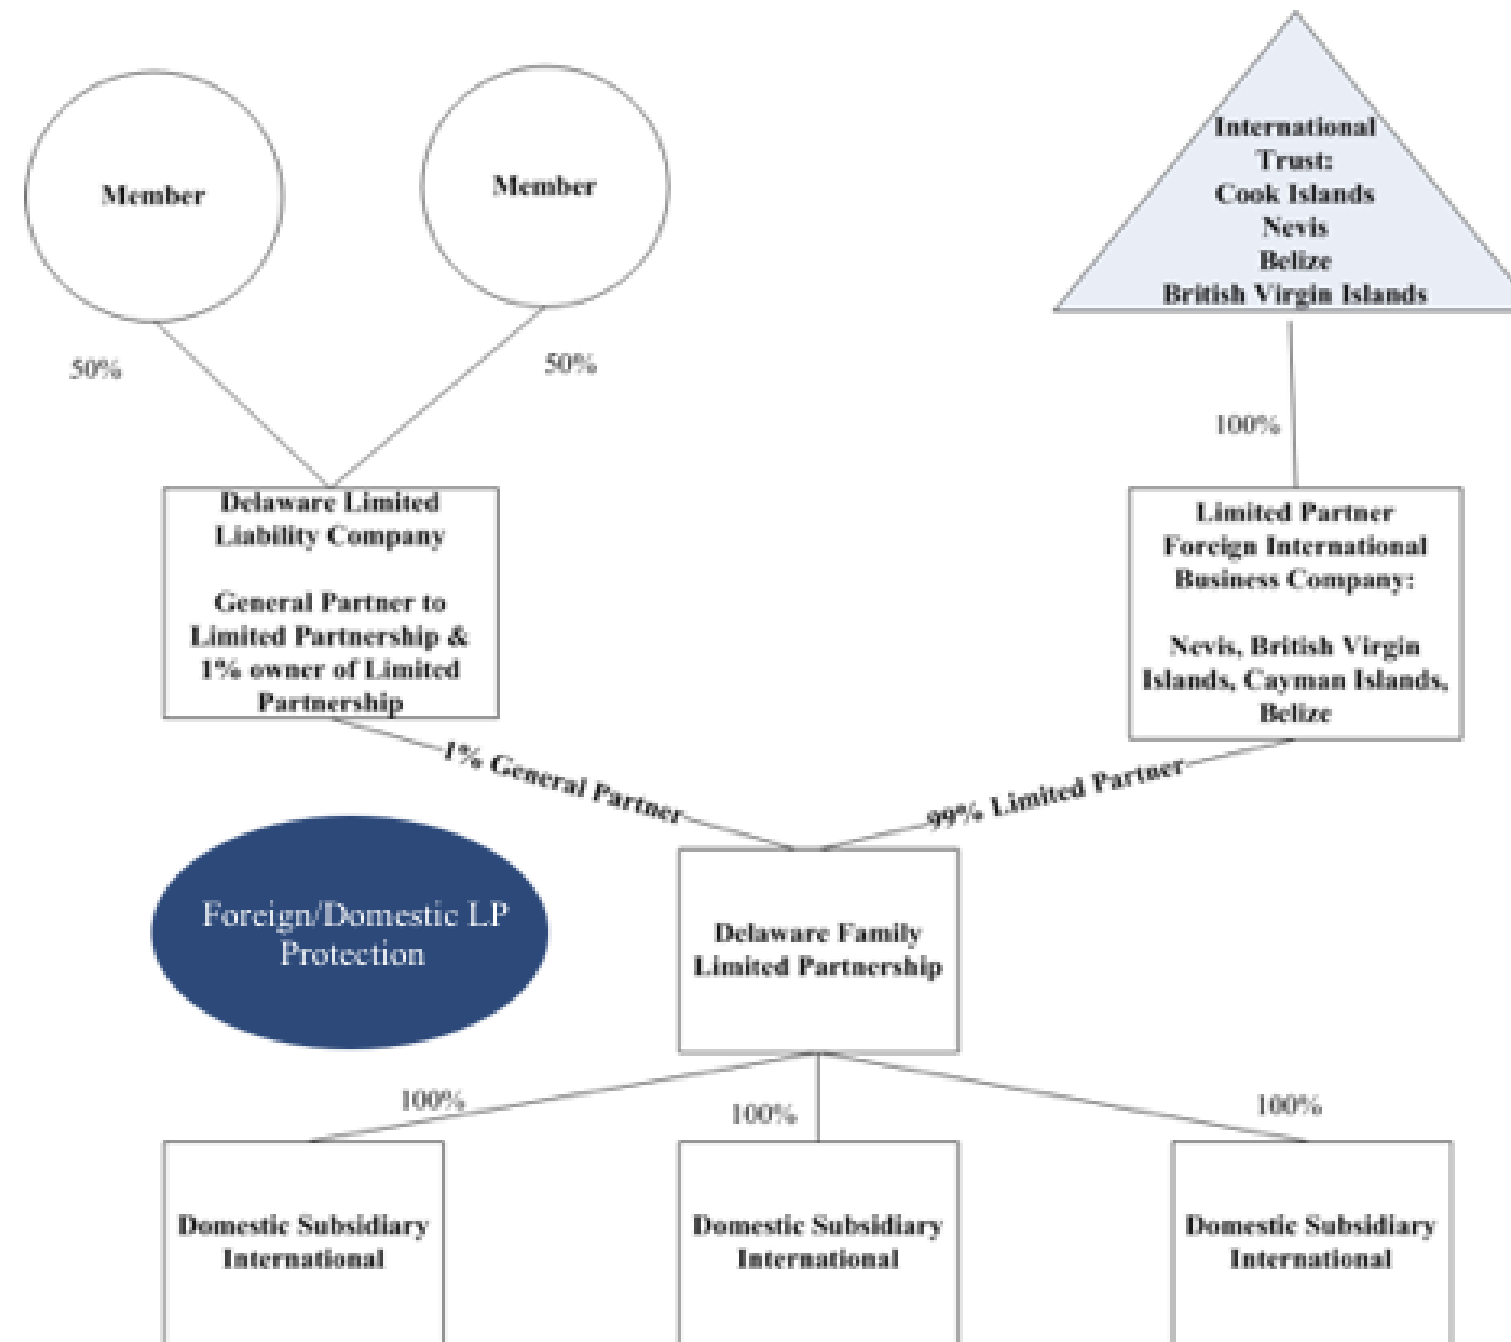 Member
Member
International
Trust:
Cook Islands
Nevis
Belize
British Virgin Islands
50%
50%
100%
Delaware Limited
Liability Company
General Partner to
Limited Partnership &
1% owner of Limited
Partnership
Limited Partner
Foreign International
Business Company:
Nevis, British Virgin
Islands, Cayman Islands,
Belize
1% General Partner
99% Limited Partner
Foreign/Domestic LP
Protection
Delaware Family
Limited Partnership
100%
100%
100%
Domestic Subsidiary
International
Domestic Subsidiary
International
Domestic Subsidiary
International